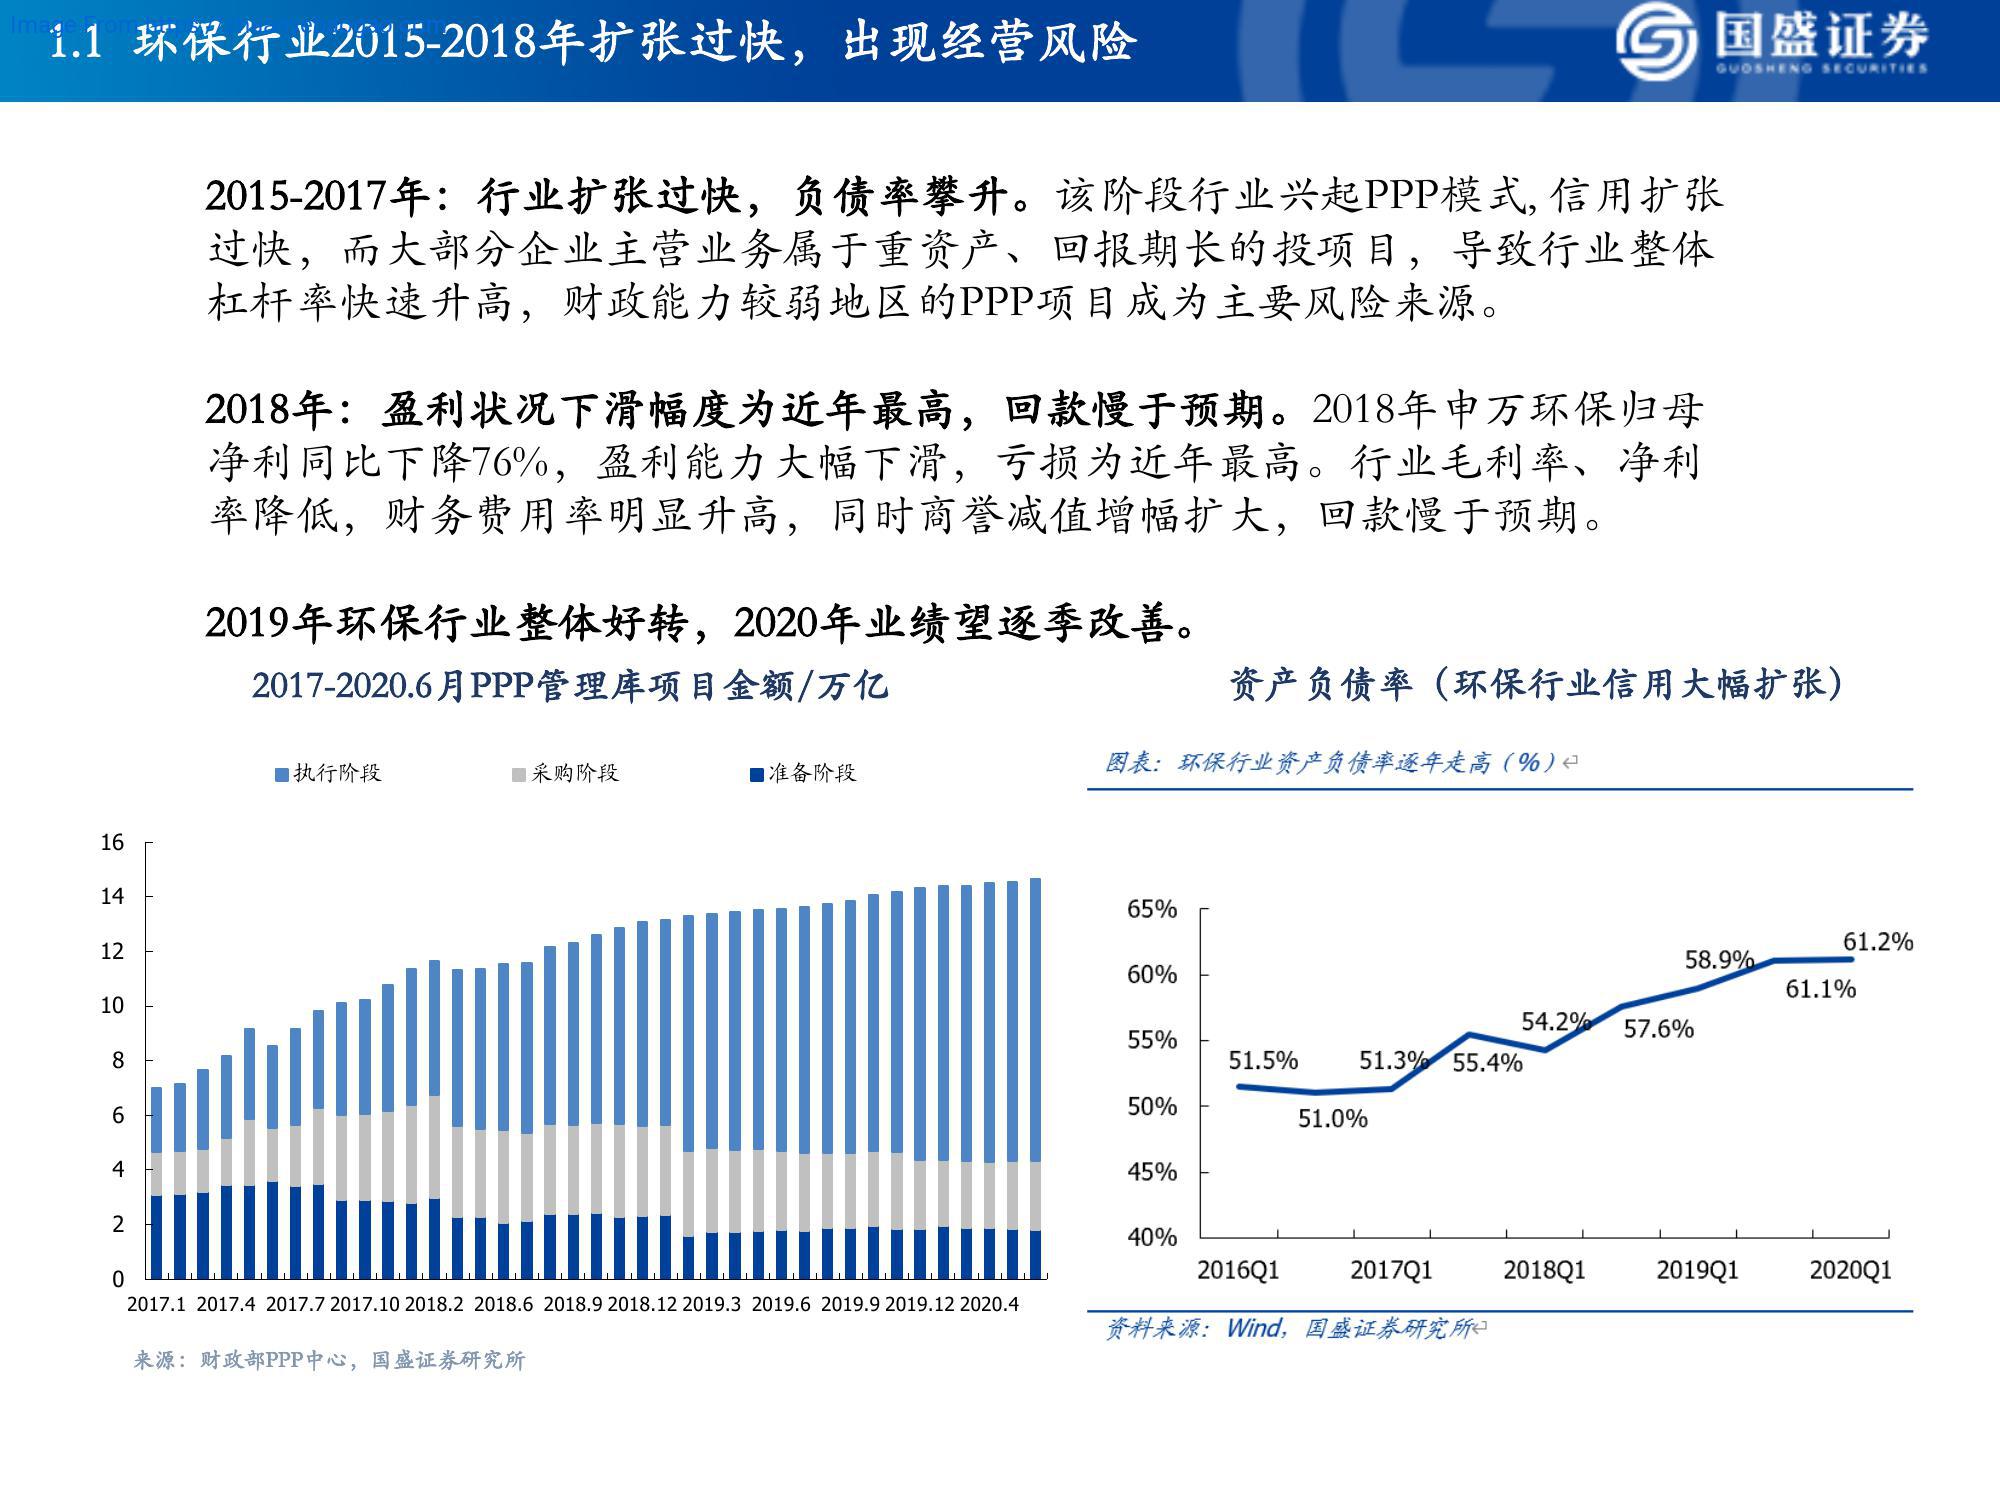 1.1 环保行业2015-2018年扩张过快，出现经营风险
国盛证券
GUOSHENG SECURITIES
2015-2017年：行业扩张过快，负债率攀升。该阶段行业兴起PPP模式,信用扩张
过快，而大部分企业主营业务属于重资产、回报期长的投项目，导致行业整体
杠杆率快速升高，财政能力较弱地区的PPP项目成为主要风险来源。
2018年：盈利状况下滑幅度为近年最高，回款慢于预期。2018年申万环保归母
净利同比下降76%，盈利能力大幅下滑，亏损为近年最高。行业毛利率、净利
率降低，财务费用率明显升高，同时商誉减值增幅扩大，回款慢于预期。
2019年环保行业整体好转，2020年业绩望逐季改善。
2017-2020.6月PPP管理库项目金额/万亿
执行阶段 采购阶段 准备阶段
16
14
12
10
8
6
4
2
0
2017.1 2017.4 2017.7 2017.10 2018.2 2018.6 2018.9 2018.12 2019.3 2019.6 2019.9 2019.12 2020.4
来源：财政部PPP中心，国盛证券研究所
资产负债率（环保行业信用大幅扩张）
图表：环保行业资产负债率逐年走高（%）
65%
60%
55%
50%
45%
40%
51.5%
51.0%
51.3%
55.4%
54.2%
57.6%
58.9%
61.1%
61.2%
2016Q1 2017Q1 2018Q1 2019Q1 2020Q1
资料来源：Wind，国盛证券研究所